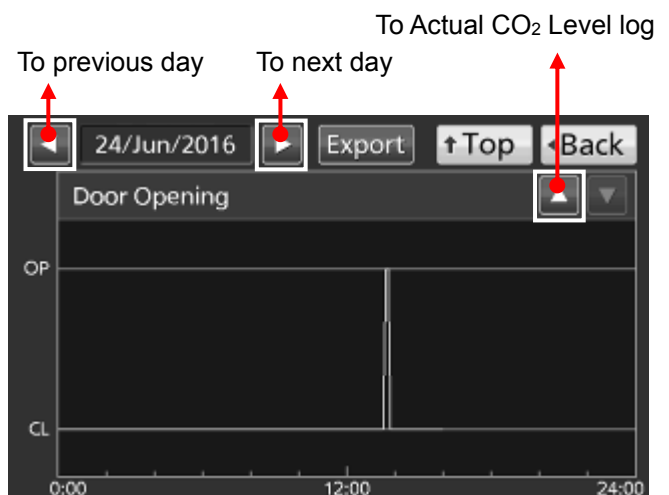 To Actual CO₂ Level log
To previous day To next day
24/Jun/2016 Export ↑Top ◂Back
Door Opening
OP
CL
0:00 12:00 24:00